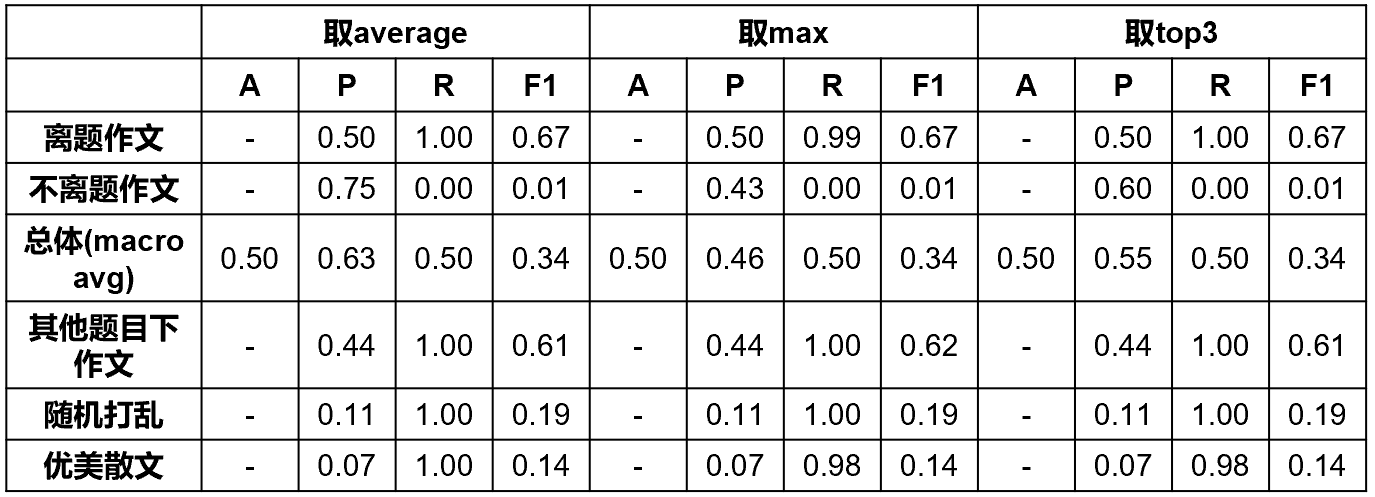 取average 取max 取top3
A P R F1 A P R F1 A P R F1
离题作文 - 0.50 1.00 0.67 - 0.50 0.99 0.67 - 0.50 1.00 0.67
不离题作文 - 0.75 0.00 0.01 - 0.43 0.00 0.01 - 0.60 0.00 0.01
总体(macro
avg) 0.50 0.63 0.50 0.34 0.50 0.46 0.50 0.34 0.50 0.55 0.50 0.34
其他题目下
作文 - 0.44 1.00 0.61 - 0.44 1.00 0.62 - 0.44 1.00 0.61
随机打乱 - 0.11 1.00 0.19 - 0.11 1.00 0.19 - 0.11 1.00 0.19
优美散文 - 0.07 1.00 0.14 - 0.07 0.98 0.14 - 0.07 0.98 0.14